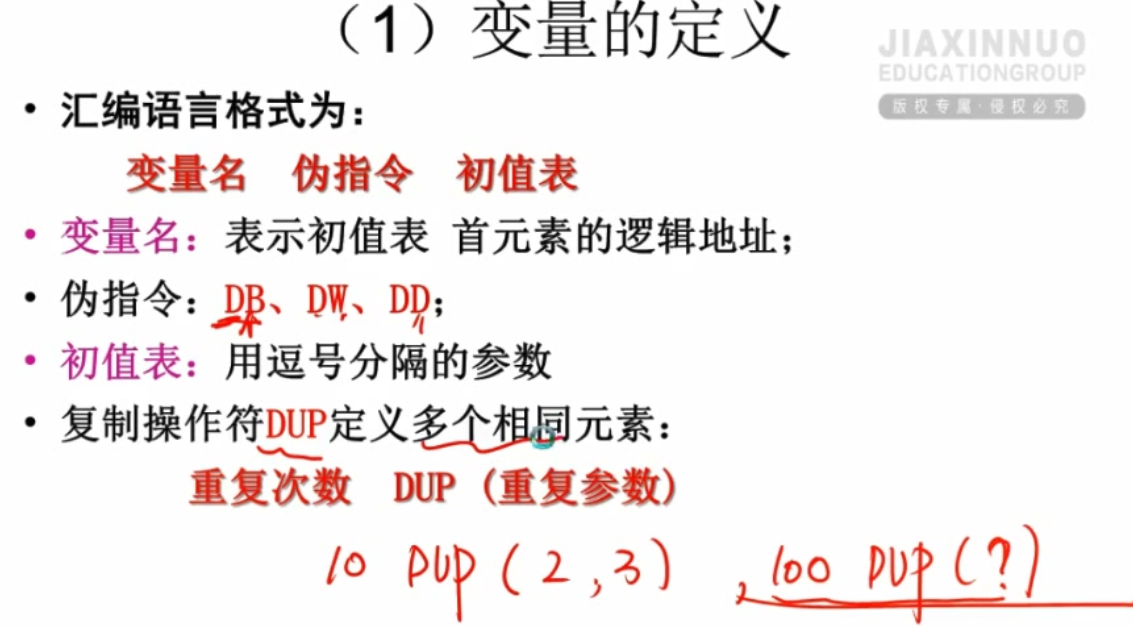 （1）变量的定义
JIAXINNUO
EDUCATIONGROUP
版权专属·侵权必究
• 汇编语言格式为：
变量名 伪指令 初值表
• 变量名：表示初值表 首元素的逻辑地址；
• 伪指令：DB、DW、DD；
• 初值表：用逗号分隔的参数
• 复制操作符DUP定义多个相同元素：
重复次数 DUP (重复参数)
10 DUP (2,3) ,100 DUP (?)